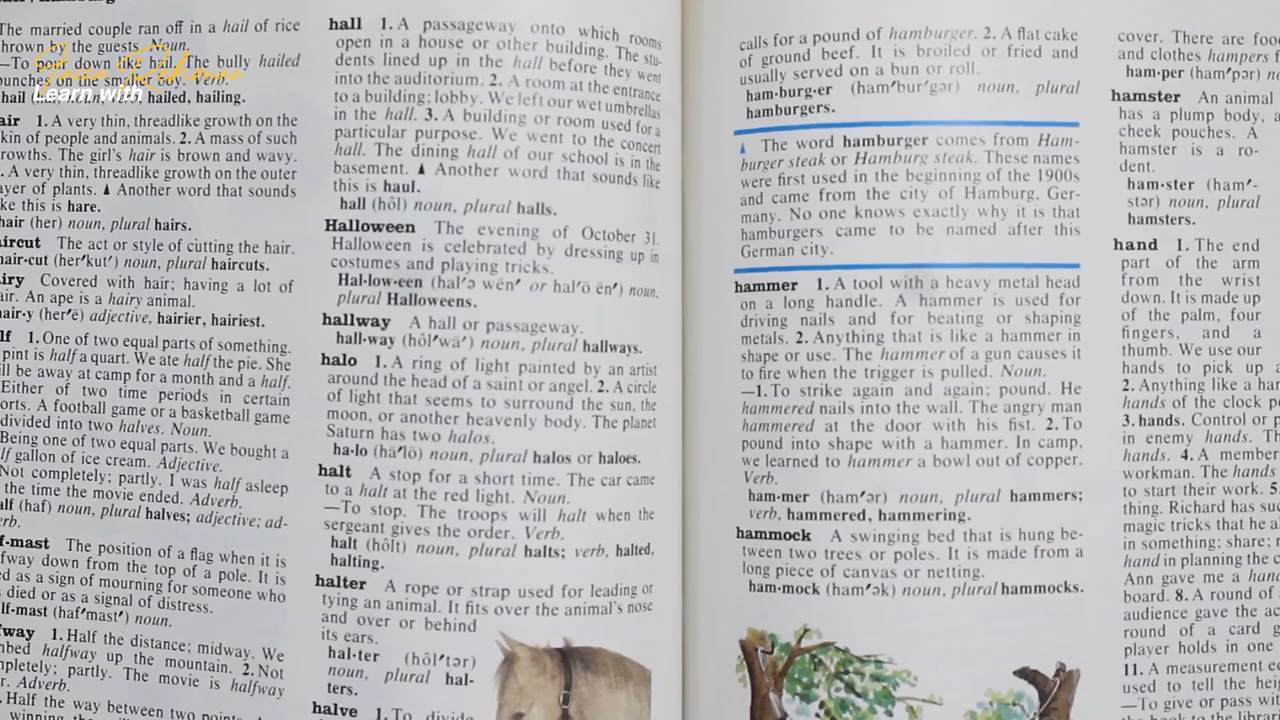 The married couple ran off in a hail of rice
thrown by the guests. Noun.
—To pour down like hail. The bully hailed
Learn with
hailed, hailing.
air 1. A very thin, threadlike growth on the
kin of people and animals. 2. A mass of such
rowths. The girl's hair is brown and wavy.
. A very thin, threadlike growth on the outer
ayer of plants. ▲ Another word that sounds
ke this is hare.
hair (her) noun, plural hairs.
aircut The act or style of cutting the hair.
hair·cut (her′kut′) noun, plural haircuts.
iry Covered with hair; having a lot of
air. An ape is a hairy animal.
hair·y (her′ē) adjective, hairier, hairiest.
lf 1. One of two equal parts of something.
pint is half a quart. We ate half the pie. She
ill be away at camp for a month and a half.
Either of two time periods in certain
orts. A football game or a basketball game
divided into two halves. Noun.
Being one of two equal parts. We bought a
lf gallon of ice cream. Adjective.
Not completely; partly. I was half asleep
the time the movie ended. Adverb.
alf (haf) noun, plural halves; adjective; ad-
erb.
f-mast The position of a flag when it is
fway down from the top of a pole. It is
ed as a sign of mourning for someone who
died or as a signal of distress.
lf-mast (haf′mast′) noun.
fway 1. Half the distance; midway. We
mbed halfway up the mountain. 2. Not
mpletely; partly. The movie is halfway
r. Adverb.
. Half the way between two points
hall 1. A passageway onto which rooms
open in a house or other building. The stu-
dents lined up in the hall before they went
into the auditorium. 2. A room at the entrance
to a building; lobby. We left our wet umbrellas
in the hall. 3. A building or room used for a
particular purpose. We went to the concert
hall. The dining hall of our school is in the
basement. ▲ Another word that sounds like
this is haul.
hall (hôl) noun, plural halls.
Halloween The evening of October 31.
Halloween is celebrated by dressing up in
costumes and playing tricks.
Hal·low·een (hal′ə wēn′ or hal′ō ēn′) noun,
plural Halloweens.
hallway A hall or passageway.
hall·way (hôl′wā′) noun, plural hallways.
halo 1. A ring of light painted by an artist
around the head of a saint or angel. 2. A circle
of light that seems to surround the sun, the
moon, or another heavenly body. The planet
Saturn has two halos.
ha·lo (hā′lō) noun, plural halos or haloes.
halt A stop for a short time. The car came
to a halt at the red light. Noun.
—To stop. The troops will halt when the
sergeant gives the order. Verb.
halt (hôlt) noun, plural halts; verb, halted,
halting.
halter A rope or strap used for leading or
tying an animal. It fits over the animal's nose
and over or behind
its ears.
hal·ter (hôl′tər)
noun, plural hal-
ters.
halve 1. To divide
calls for a pound of hamburger. 2. A flat cake
of ground beef. It is broiled or fried and
usually served on a bun or roll.
ham·burg·er (ham′bur′gər) noun, plural
hamburgers.
▲ The word hamburger comes from Ham-
burger steak or Hamburg steak. These names
were first used in the beginning of the 1900s
and came from the city of Hamburg, Ger-
many. No one knows exactly why it is that
hamburgers came to be named after this
German city.
hammer 1. A tool with a heavy metal head
on a long handle. A hammer is used for
driving nails and for beating or shaping
metals. 2. Anything that is like a hammer in
shape or use. The hammer of a gun causes it
to fire when the trigger is pulled. Noun.
—1. To strike again and again; pound. He
hammered nails into the wall. The angry man
hammered at the door with his fist. 2. To
pound into shape with a hammer. In camp,
we learned to hammer a bowl out of copper.
Verb.
ham·mer (ham′ər) noun, plural hammers;
verb, hammered, hammering.
hammock A swinging bed that is hung be-
tween two trees or poles. It is made from a
long piece of canvas or netting.
ham·mock (ham′ək) noun, plural hammocks.
cover. There are foo
and clothes hampers
ham·per (ham′pər) no
hamster An animal
has a plump body, a
cheek pouches. A
hamster is a ro-
dent.
ham·ster (ham′-
stər) noun, plural
hamsters.
hand 1. The end
part of the arm
from the wrist
down. It is made up
of the palm, four
fingers, and a
thumb. We use our
hands to pick up a
2. Anything like a han
hands of the clock p
3. hands. Control or p
in enemy hands. Th
hands. 4. A member
workman. The hands
to start their work. 5.
thing. Richard has suc
magic tricks that he a
in something; share; r
hand in planning the c
Ann gave me a hand
board. 8. A round of
audience gave the ac
round of a card g
player holds in one
11. A measurement e
used to tell the heig
—To give or pass wi